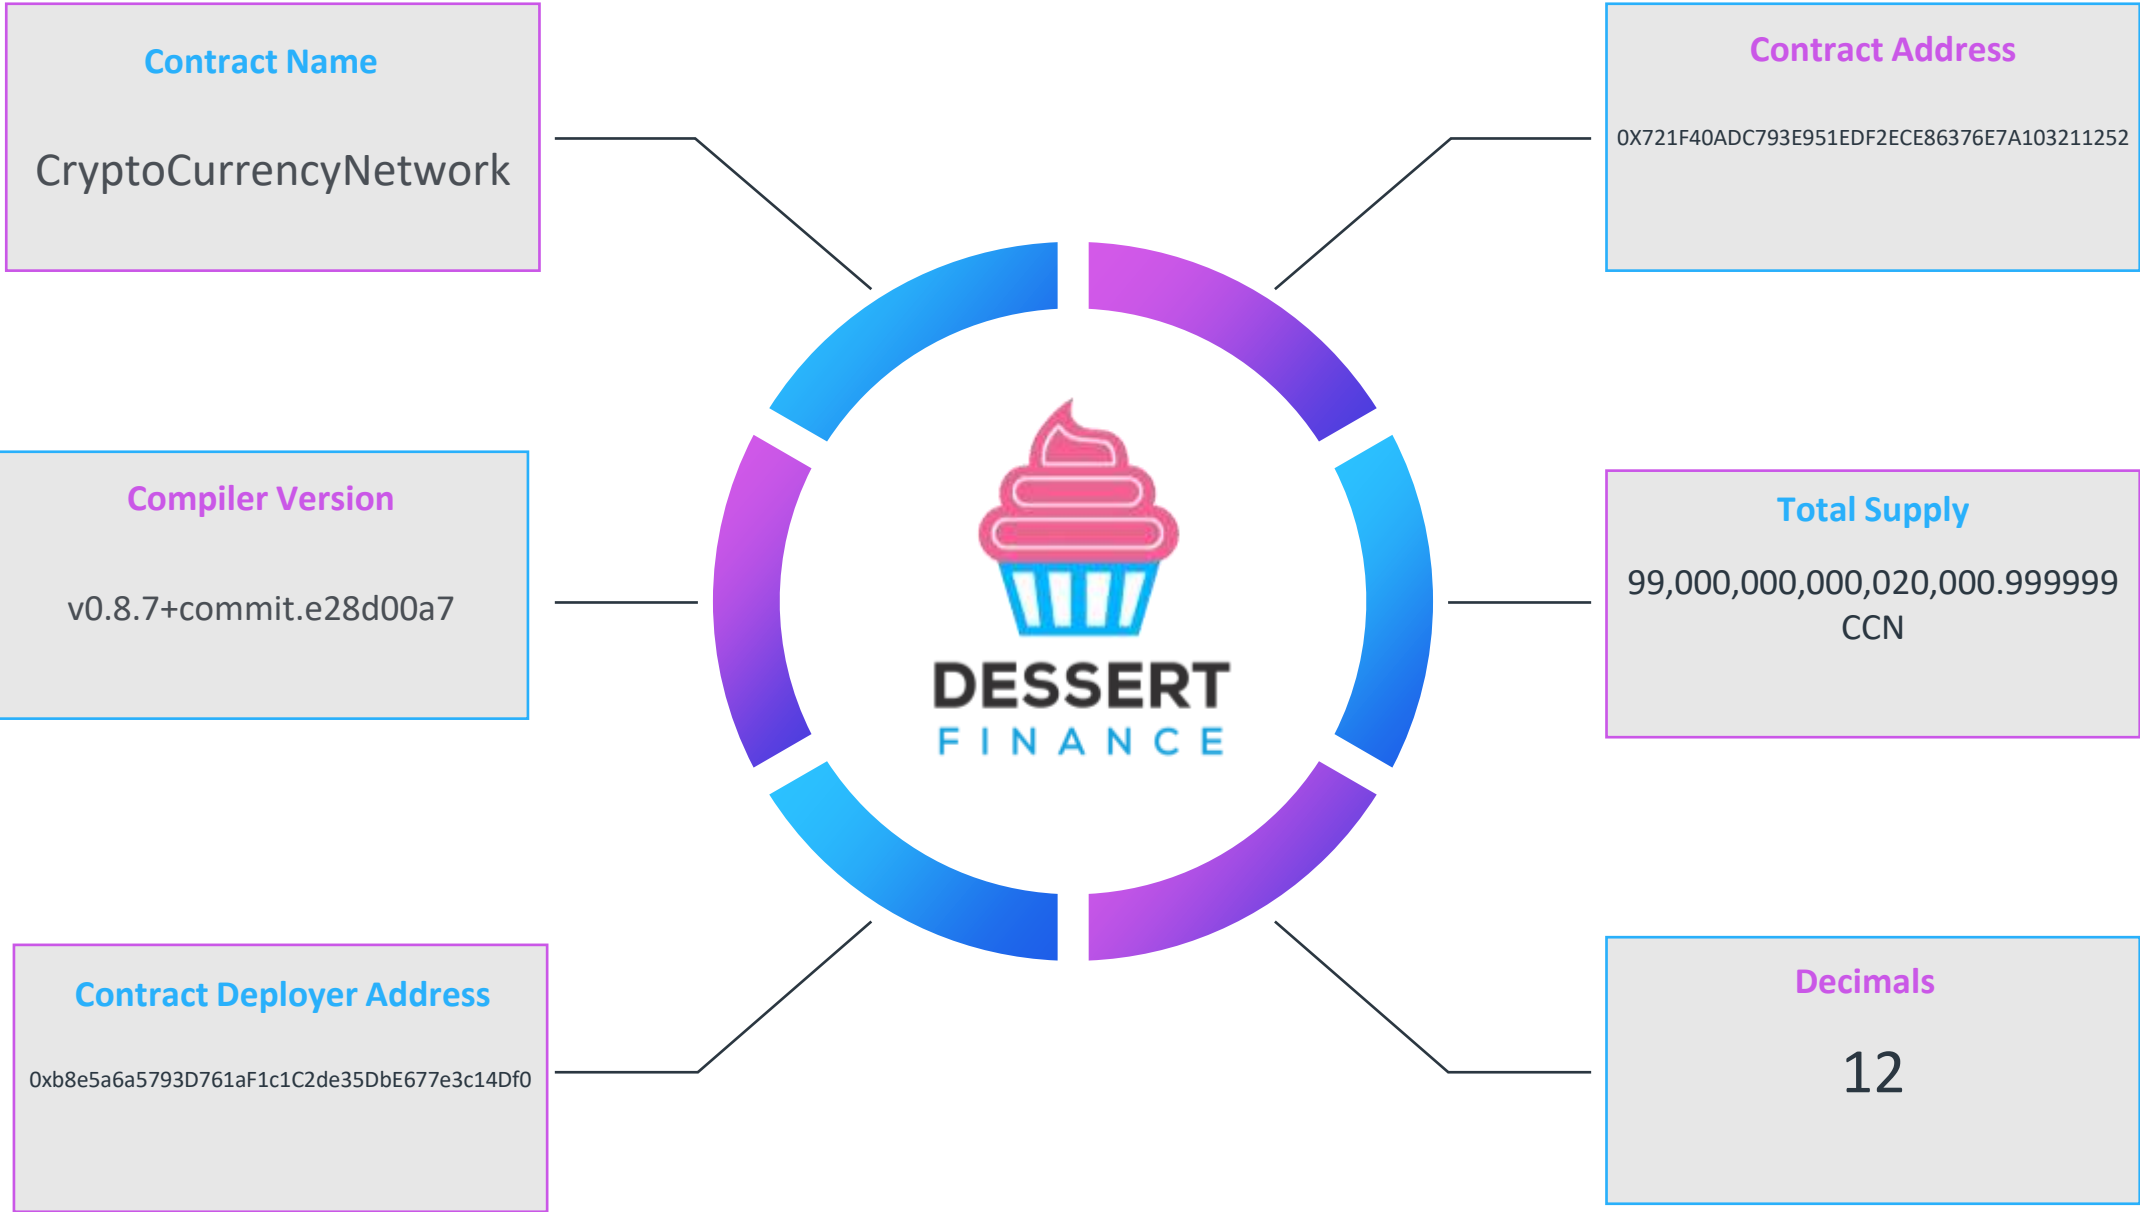 Contract Name
CryptoCurrencyNetwork
Contract Address
0X721F40ADC793E951EDF2ECE86376E7A103211252
Compiler Version
v0.8.7+commit.e28d00a7
DESSERT
FINANCE
Total Supply
99,000,000,000,020,000.999999
CCN
Contract Deployer Address
0xb8e5a6a5793D761aF1c1C2de35DbE677e3c14Df0
Decimals
12